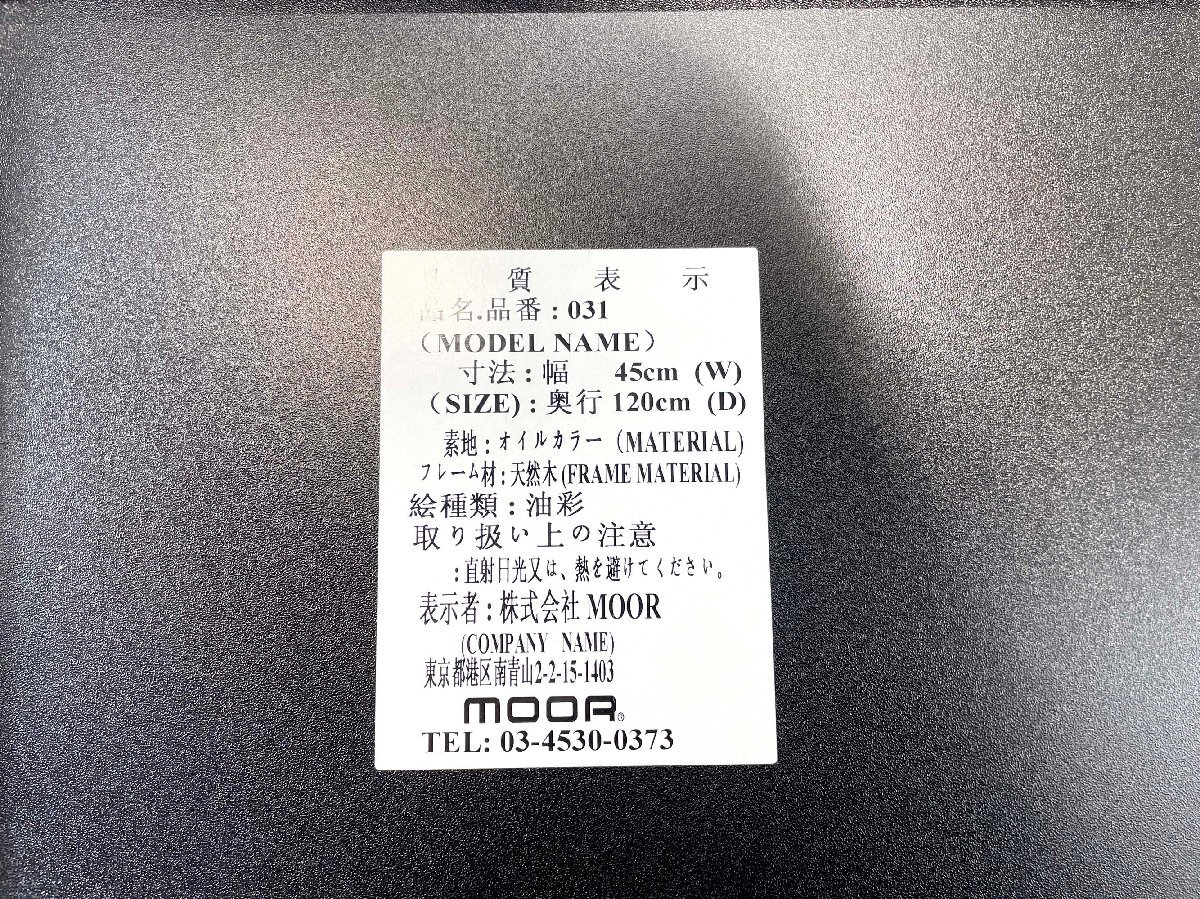 質 表 示
品名.品番 : 031
(MODEL NAME)
寸法 : 幅 45cm (W)
(SIZE) : 奥行 120cm (D)
素地 : オイルカラー (MATERIAL)
フレーム材 : 天然木 (FRAME MATERIAL)
絵種類 : 油彩
取り扱い上の注意
: 直射日光又は、熱を避けてください。
表示者 : 株式会社 MOOR
(COMPANY NAME)
東京都港区南青山2-2-15-1403
MOOR®
TEL: 03-4530-0373